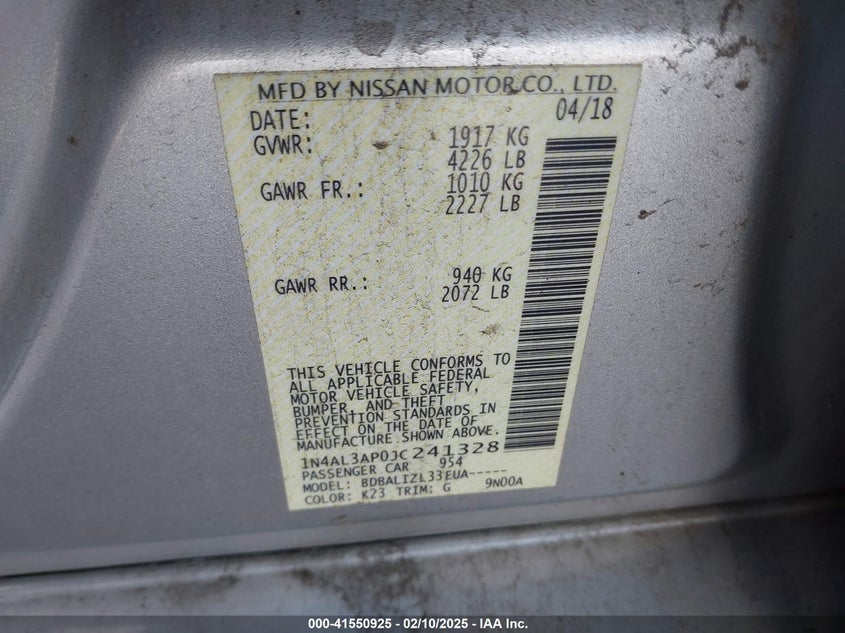 MFD BY NISSAN MOTOR CO., LTD.
DATE: 04/18
GVWR: 1917 KG
4226 LB
GAWR FR.: 1010 KG
2227 LB
GAWR RR.: 940 KG
2072 LB
THIS VEHICLE CONFORMS TO
ALL APPLICABLE FEDERAL
MOTOR VEHICLE SAFETY,
BUMPER, AND THEFT
PREVENTION STANDARDS IN
EFFECT ON THE DATE OF
MANUFACTURE SHOWN ABOVE.
1N4AL3AP0JC241328
PASSENGER CAR 954
MODEL: BDBALIZL33EUA----- 9N00A
COLOR: K23 TRIM: G
000-41550925 - 02/10/2025 - IAA Inc.